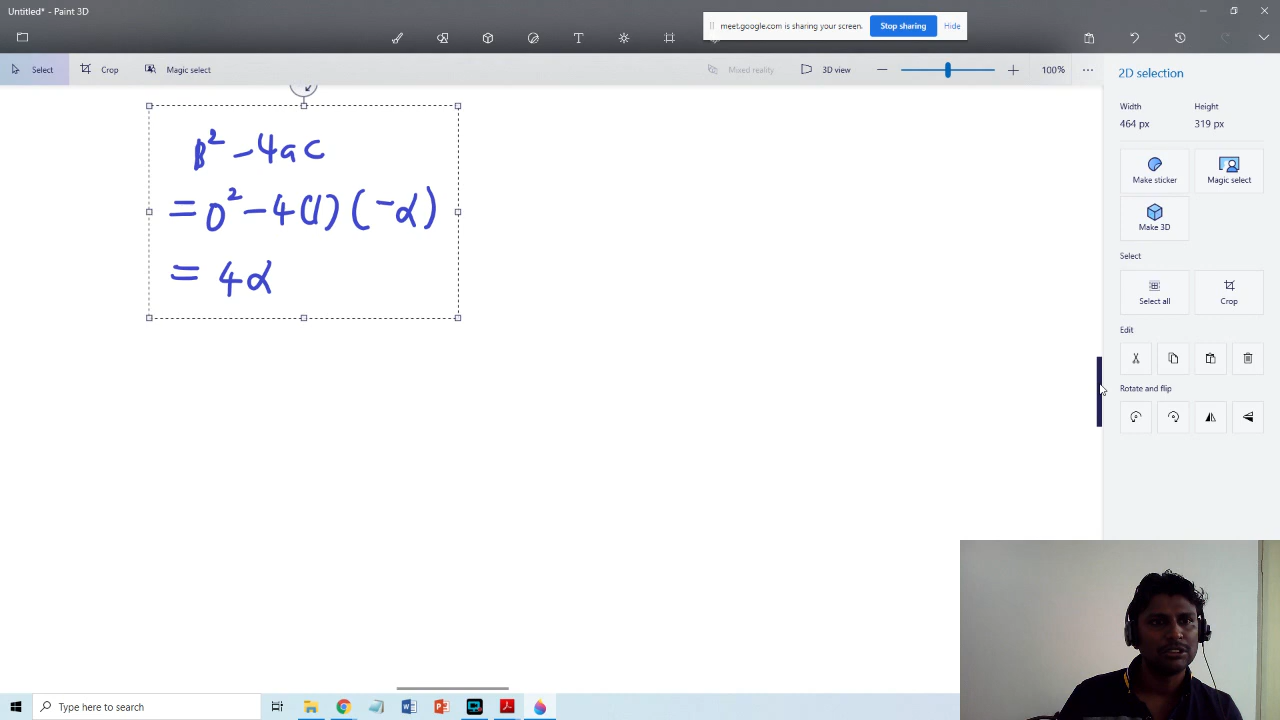 Untitled* - Paint 3D
meet.google.com is sharing your screen.
Stop sharing
Hide
Select
Crop
Magic select
Mixed reality
3D view
100%
2D selection
Width
Height
464 px
319 px
Make sticker
Magic select
Make 3D
Select
Select all
Crop
Edit
Rotate and flip
B² - 4ac
= 0² - 4(1)(-α)
= 4α
Type here to search